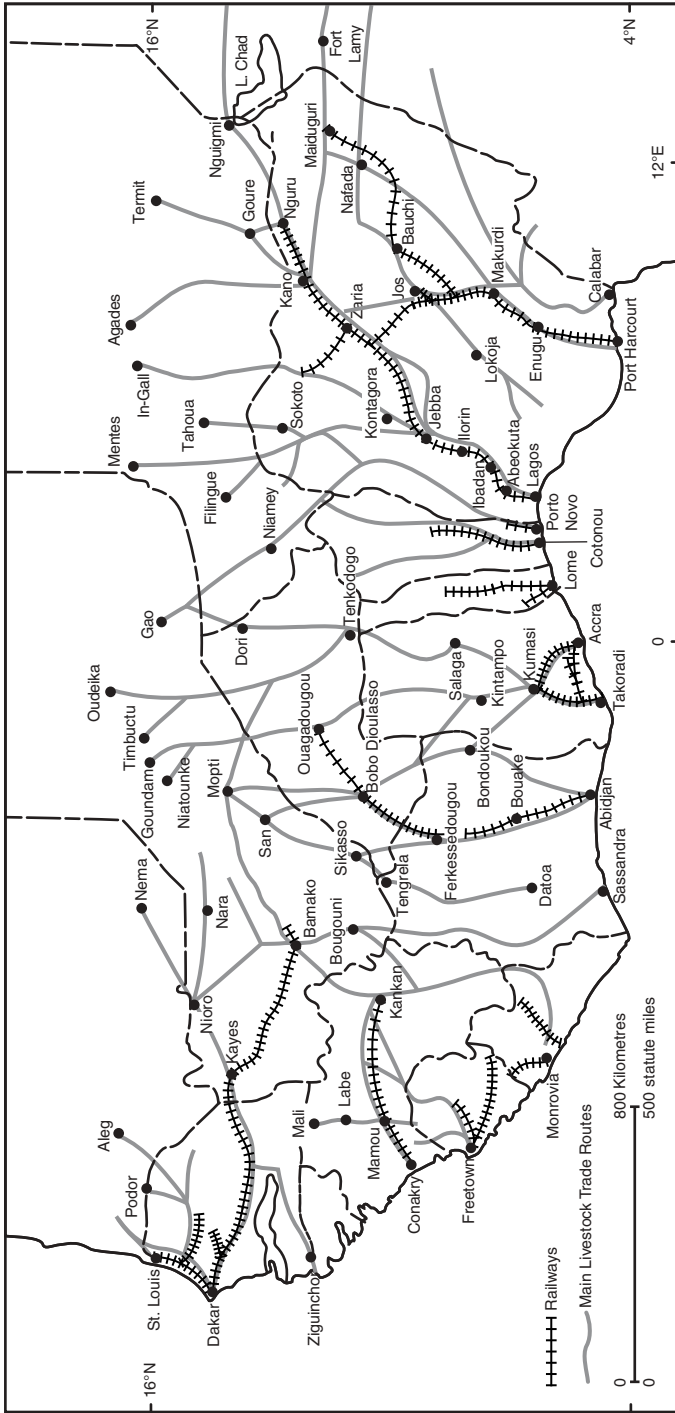 16°N
16°N
4°N
12°E
0
St. Louis
Dakar
Podor
Aleg
Ziguinchor
Kayes
Nioro
Nema
Nara
Bamako
Mali
Labe
Mamou
Conakry
Kankan
Freetown
Monrovia
Bougouni
Sikasso
Tengrela
Ferkessedougou
Datoa
Sassandra
Bouake
Abidjan
Bondoukou
San
Mopti
Niatounke
Goundam
Timbuctu
Oudeika
Ouagadougou
Bobo Dioulasso
Gao
Dori
Tenkodogo
Salaga
Kintampo
Kumasi
Takoradi
Accra
Lome
Cotonou
Porto
Novo
Lagos
Abeokuta
Ibadan
Ilorin
Jebba
Kontagora
Niamey
Filingue
Tahoua
Mentes
In-Gall
Agades
Sokoto
Zaria
Kano
Nguru
Goure
Termit
Nguigmi
L. Chad
Fort
Lamy
Maiduguri
Nafada
Bauchi
Jos
Lokoja
Makurdi
Enugu
Calabar
Port Harcourt
Railways
Main Livestock Trade Routes
0 800 Kilometres
0 500 statute miles